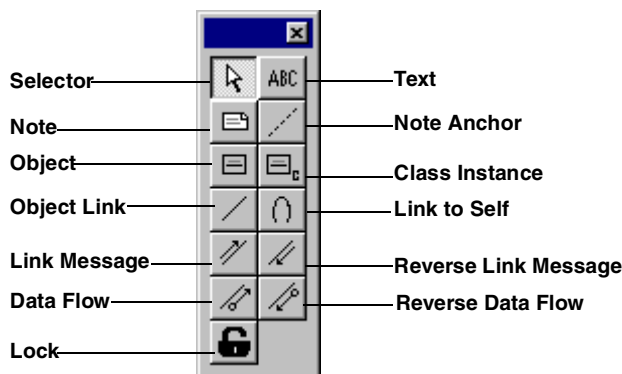 Selector
ABC
Text
Note
Note Anchor
Object
C
Class Instance
Object Link
Link to Self
Link Message
Reverse Link Message
Data Flow
Reverse Data Flow
Lock